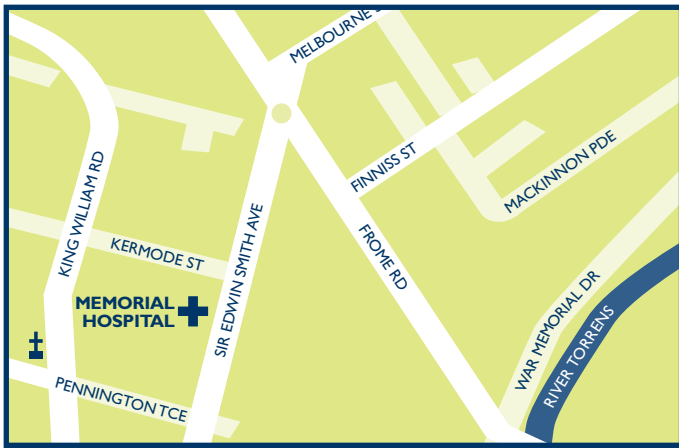 MELBOURNE
FINNISS ST
MACKINNON PDE
KING WILLIAM RD
KERMODE ST
SIR EDWIN SMITH AVE
FROME RD
MEMORIAL
HOSPITAL
WAR MEMORIAL DR
RIVER TORRENS
PENNINGTON TCE